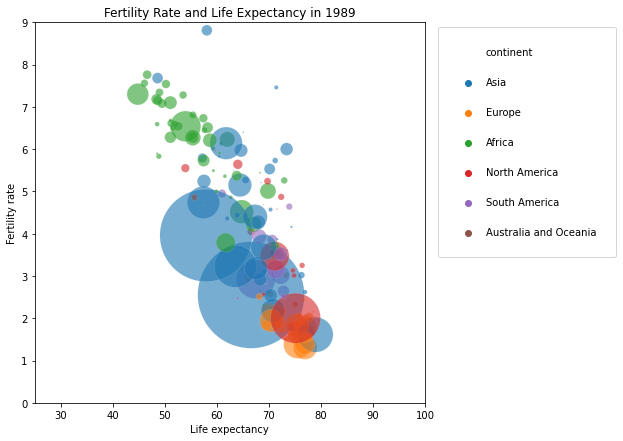 Fertility Rate and Life Expectancy in 1989
9
8
7
6
5
4
3
2
1
0
Fertility rate
30 40 50 60 70 80 90 100
Life expectancy
continent
Asia
Europe
Africa
North America
South America
Australia and Oceania